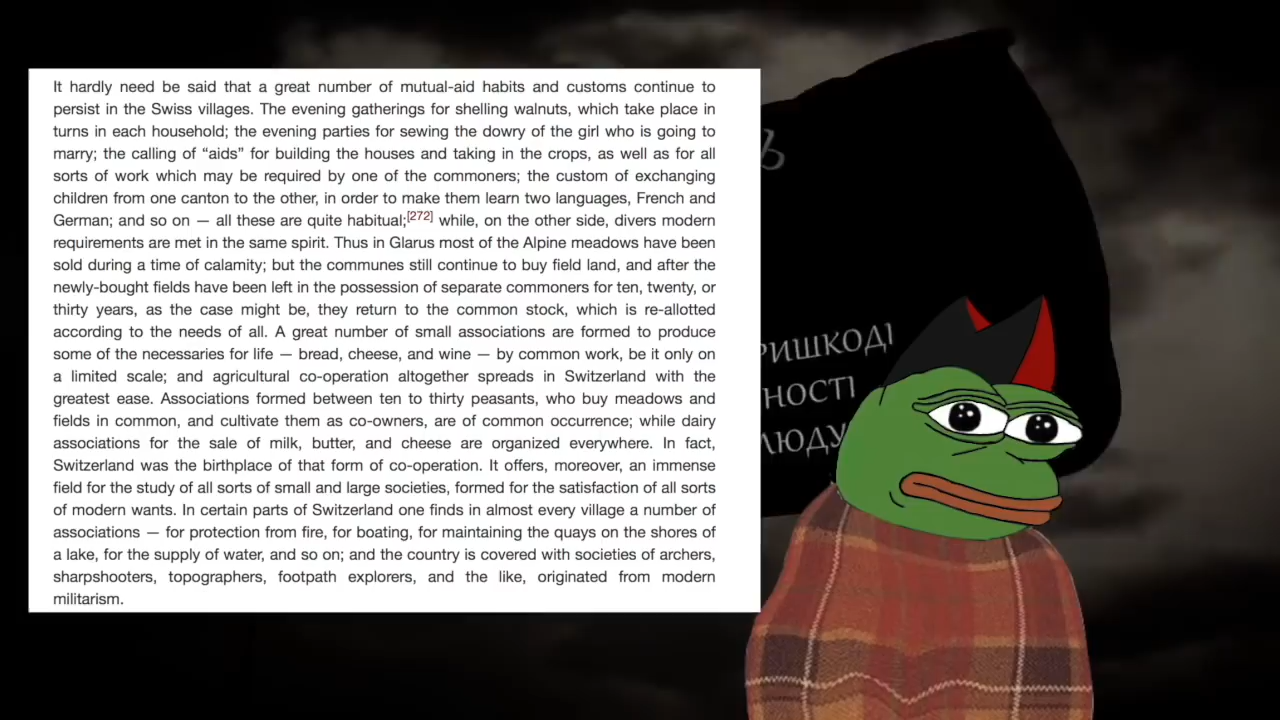 It hardly need be said that a great number of mutual-aid habits and customs continue to
persist in the Swiss villages. The evening gatherings for shelling walnuts, which take place in
turns in each household; the evening parties for sewing the dowry of the girl who is going to
marry; the calling of “aids” for building the houses and taking in the crops, as well as for all
sorts of work which may be required by one of the commoners; the custom of exchanging
children from one canton to the other, in order to make them learn two languages, French and
German; and so on — all these are quite habitual;[272] while, on the other side, divers modern
requirements are met in the same spirit. Thus in Glarus most of the Alpine meadows have been
sold during a time of calamity; but the communes still continue to buy field land, and after the
newly-bought fields have been left in the possession of separate commoners for ten, twenty, or
thirty years, as the case might be, they return to the common stock, which is re-allotted
according to the needs of all. A great number of small associations are formed to produce
some of the necessaries for life — bread, cheese, and wine — by common work, be it only on
a limited scale; and agricultural co-operation altogether spreads in Switzerland with the
greatest ease. Associations formed between ten to thirty peasants, who buy meadows and
fields in common, and cultivate them as co-owners, are of common occurrence; while dairy
associations for the sale of milk, butter, and cheese are organized everywhere. In fact,
Switzerland was the birthplace of that form of co-operation. It offers, moreover, an immense
field for the study of all sorts of small and large societies, formed for the satisfaction of all sorts
of modern wants. In certain parts of Switzerland one finds in almost every village a number of
associations — for protection from fire, for boating, for maintaining the quays on the shores of
a lake, for the supply of water, and so on; and the country is covered with societies of archers,
sharpshooters, topographers, footpath explorers, and the like, originated from modern
militarism.
Ь
РИШКОДІ
НОСТІ
ЛЮДУ